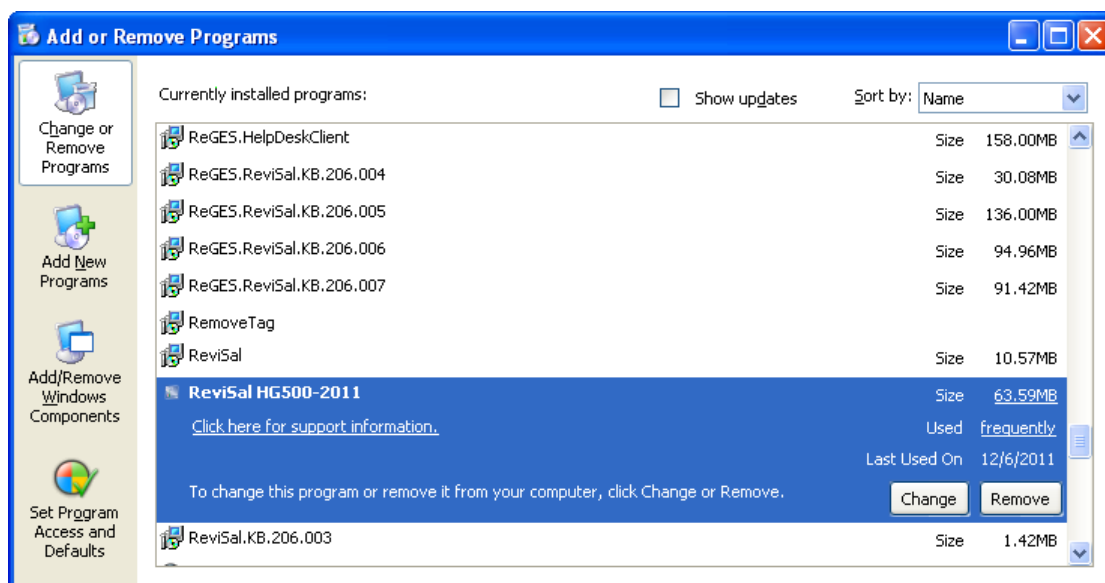 Add or Remove Programs
Change or
Remove
Programs
Add New
Programs
Add/Remove
Windows
Components
Set Program
Access and
Defaults
Currently installed programs:
Show updates
Sort by: Name
ReGES.HelpDeskClient Size 158.00MB
ReGES.ReviSal.KB.206.004 Size 30.08MB
ReGES.ReviSal.KB.206.005 Size 136.00MB
ReGES.ReviSal.KB.206.006 Size 94.96MB
ReGES.ReviSal.KB.206.007 Size 91.42MB
RemoveTag
ReviSal Size 10.57MB
ReviSal HG500-2011 Size 63.59MB
Click here for support information. Used frequently
Last Used On 12/6/2011
To change this program or remove it from your computer, click Change or Remove. Change Remove
ReviSal.KB.206.003 Size 1.42MB